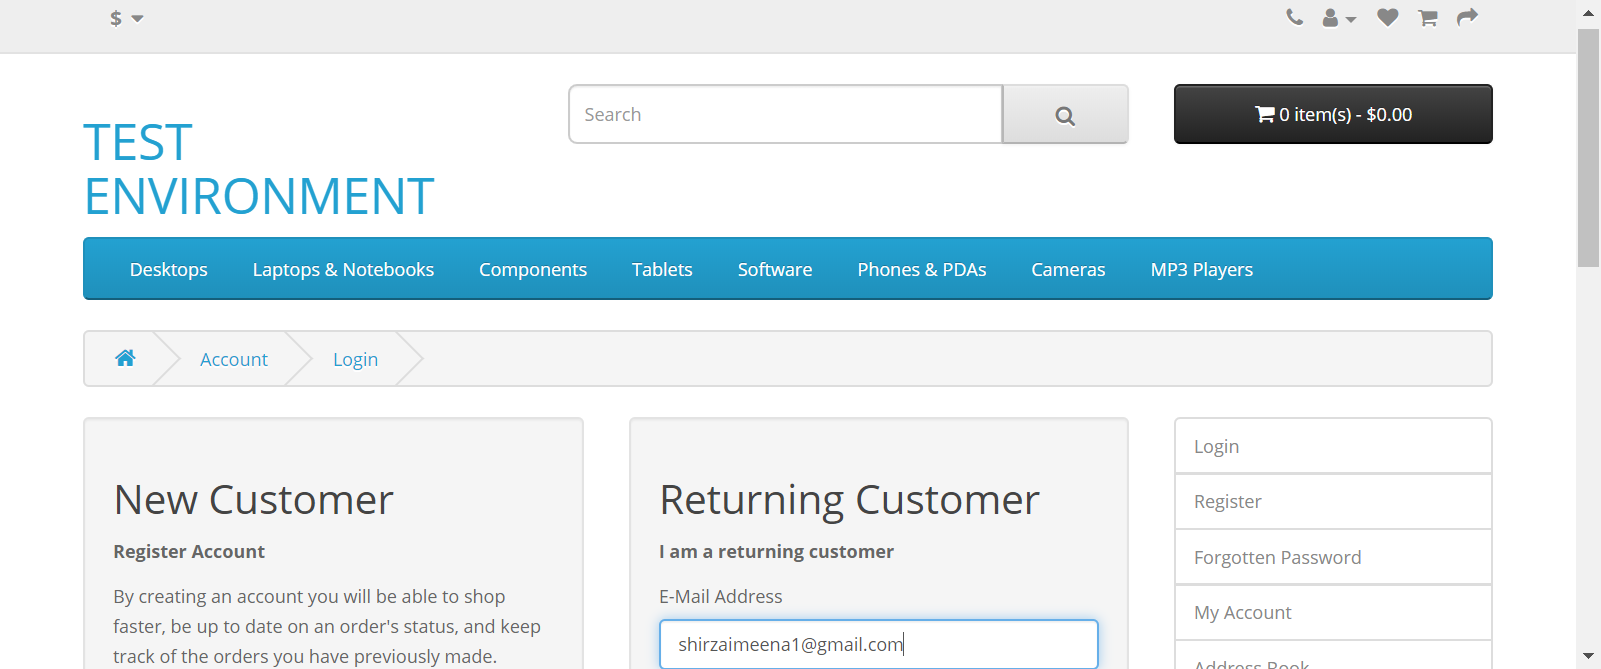 $
Search
0 item(s) - $0.00
TEST
ENVIRONMENT
Desktops Laptops & Notebooks Components Tablets Software Phones & PDAs Cameras MP3 Players
Account Login
New Customer
Register Account
By creating an account you will be able to shop
faster, be up to date on an order's status, and keep
track of the orders you have previously made.
Returning Customer
I am a returning customer
E-Mail Address
shirzaimeena1@gmail.com
Login
Register
Forgotten Password
My Account
Address Book